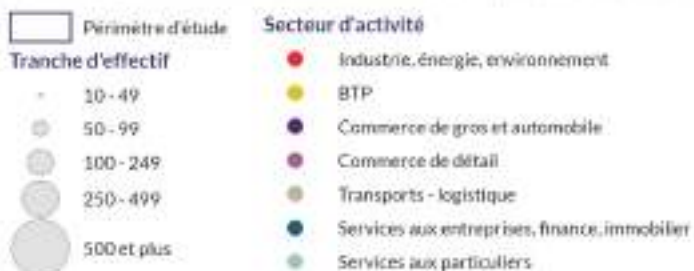 Périmètre d'étude
Tranche d'effectif
10 - 49
50 - 99
100 - 249
250 - 499
500 et plus
Secteur d'activité
Industrie, énergie, environnement
BTP
Commerce de gros et automobile
Commerce de détail
Transports - logistique
Services aux entreprises, finance, immobilier
Services aux particuliers